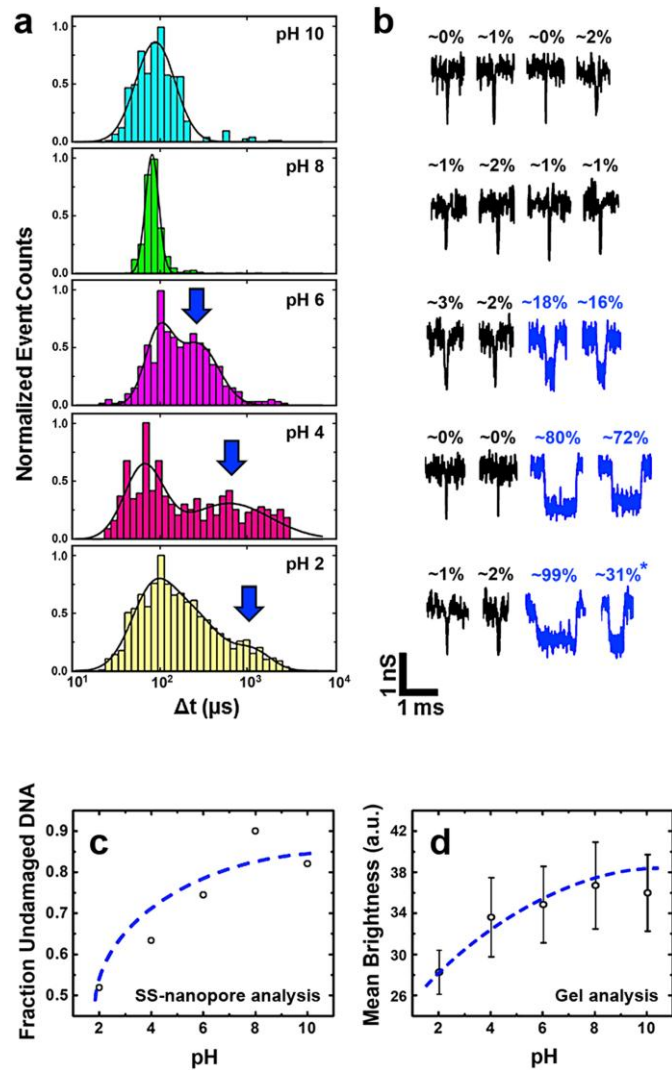 a
b
Normalized Event Counts
pH 10
1.0
0.5
0.0
pH 8
1.0
0.5
0.0
pH 6
1.0
0.5
0.0
pH 4
1.0
0.5
0.0
pH 2
1.0
0.5
0.0
10¹ 10² 10³ 10⁴
Δt (µs)
~0% ~1% ~0% ~2%
~1% ~2% ~1% ~1%
~3% ~2% ~18% ~16%
~0% ~0% ~80% ~72%
~1% ~2% ~99% ~31%*
1 nS
1 ms
c
Fraction Undamaged DNA
0.9
0.8
0.7
0.6
0.5
SS-nanopore analysis
2 4 6 8 10
pH
d
Mean Brightness (a.u.)
42
38
34
30
26
Gel analysis
2 4 6 8 10
pH